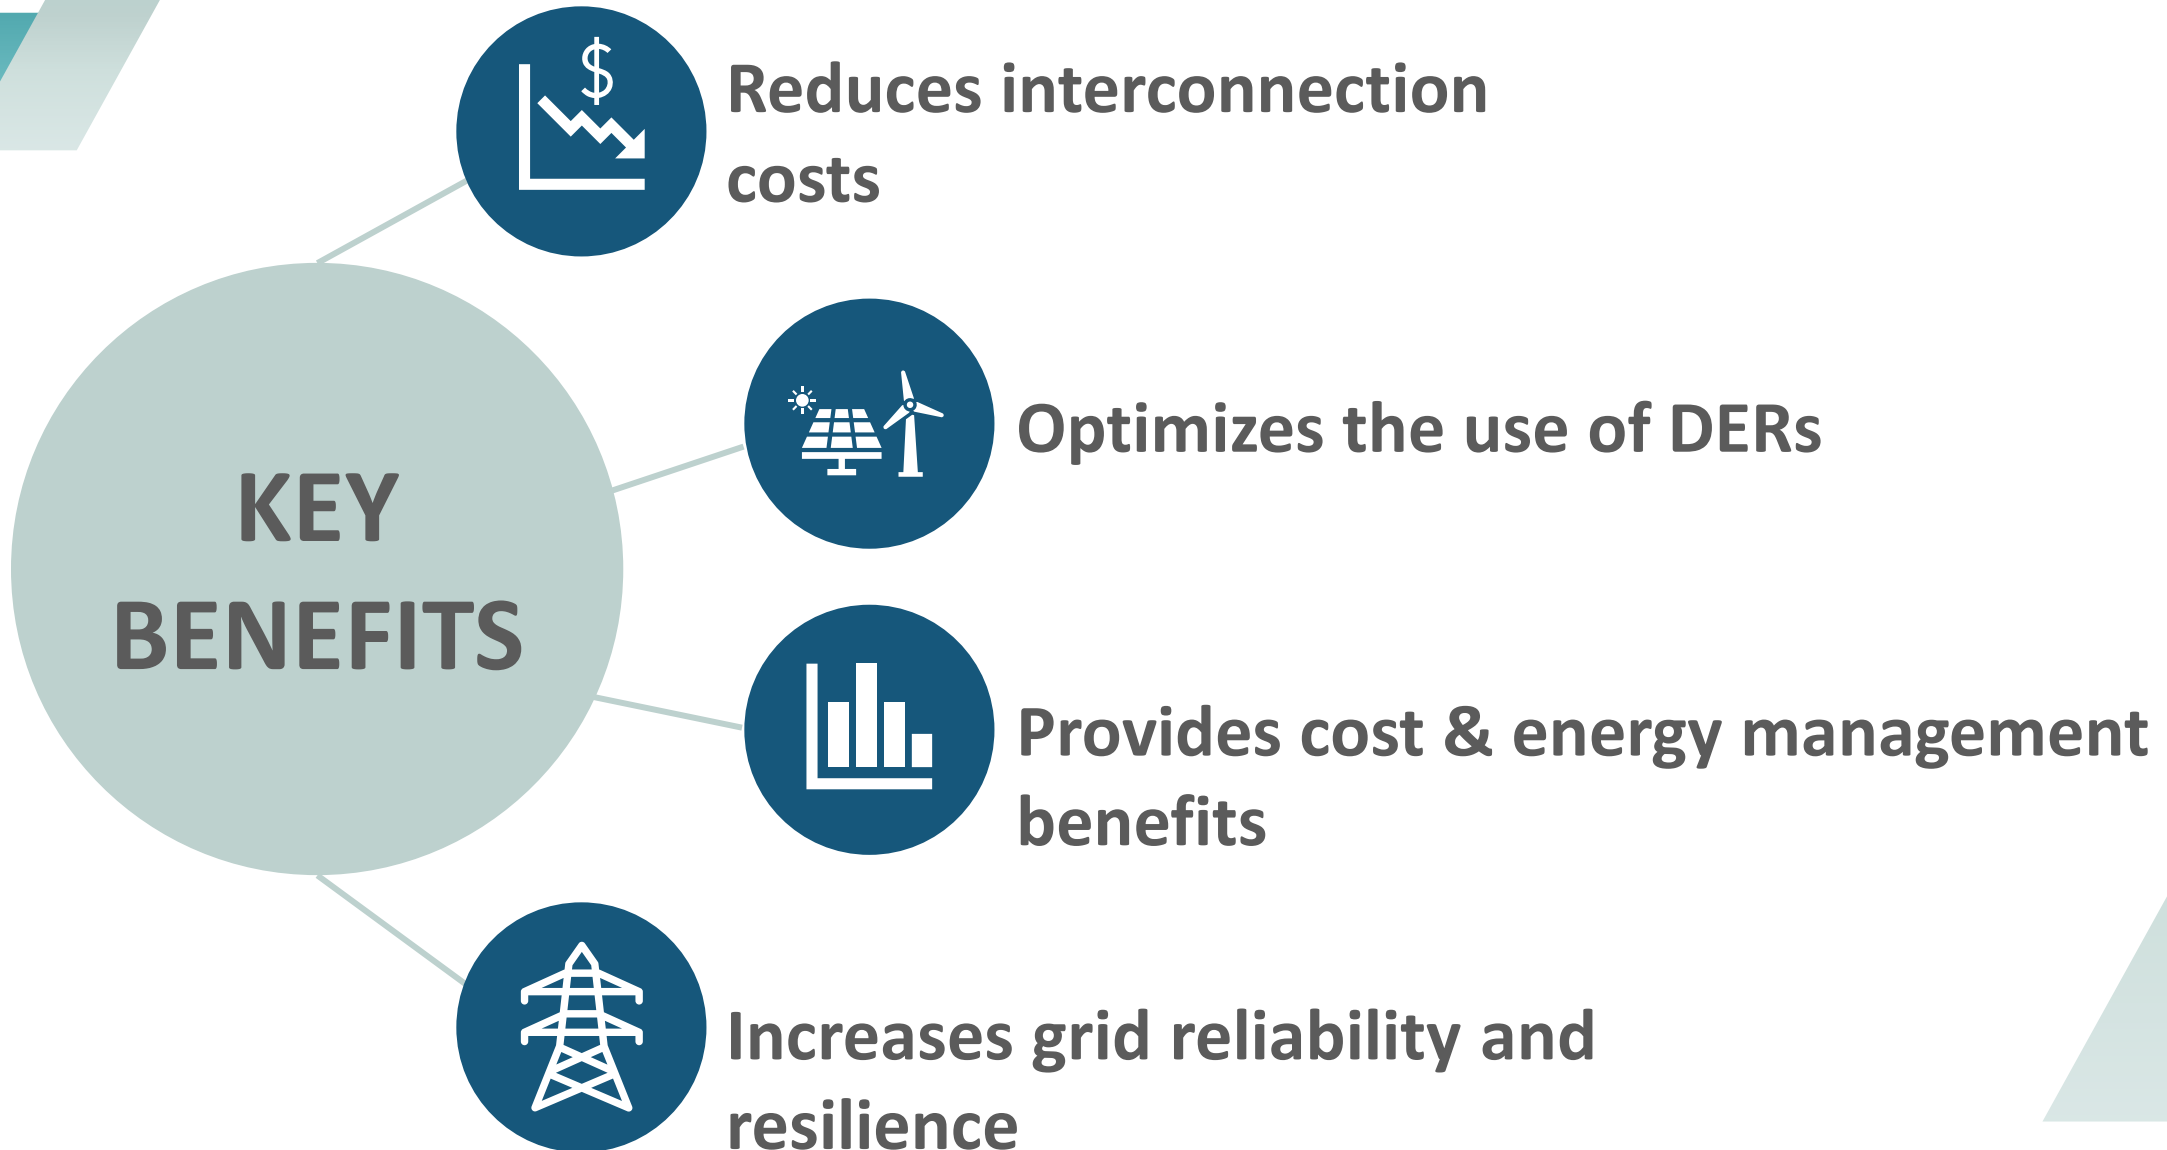 Reduces interconnection
costs
Optimizes the use of DERs
KEY
BENEFITS
Provides cost & energy management
benefits
Increases grid reliability and
resilience